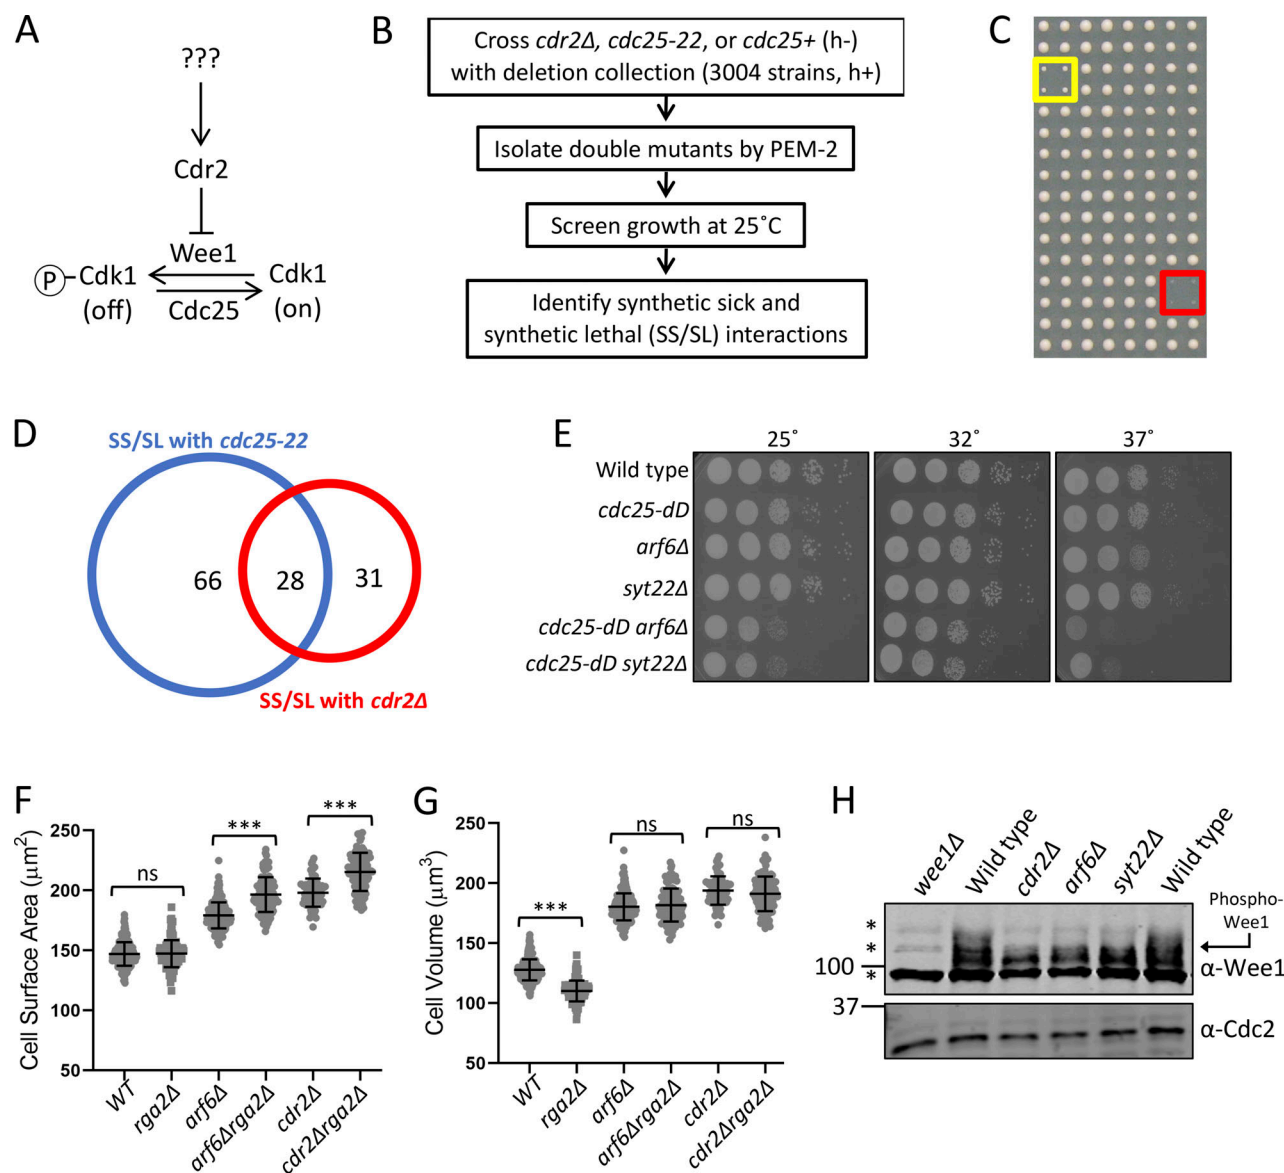 A
???
Cdr2
Wee1
P
Cdk1
Cdk1
(off)
Cdc25
(on)
B
Cross cdr2Δ, cdc25-22, or cdc25+ (h-)
with deletion collection (3004 strains, h+)
Isolate double mutants by PEM-2
Screen growth at 25˚C
Identify synthetic sick and
synthetic lethal (SS/SL) interactions
C
D
SS/SL with cdc25-22
66
28
31
SS/SL with cdr2Δ
E
25˚
32˚
37˚
Wild type
cdc25-dD
arf6Δ
syt22Δ
cdc25-dD arf6Δ
cdc25-dD syt22Δ
F
Cell Surface Area (μm2)
250
200
150
100
50
ns
***
***
WT
rga2Δ
arf6Δ
arf6Δrga2Δ
cdr2Δ
cdr2Δrga2Δ
G
Cell Volume (μm3)
250
200
150
100
50
***
ns
ns
WT
rga2Δ
arf6Δ
arf6Δrga2Δ
cdr2Δ
cdr2Δrga2Δ
H
wee1Δ
Wild type
cdr2Δ
arf6Δ
syt22Δ
Wild type
Phospho-
Wee1
*
*
100
*
α-Wee1
37
α-Cdc2